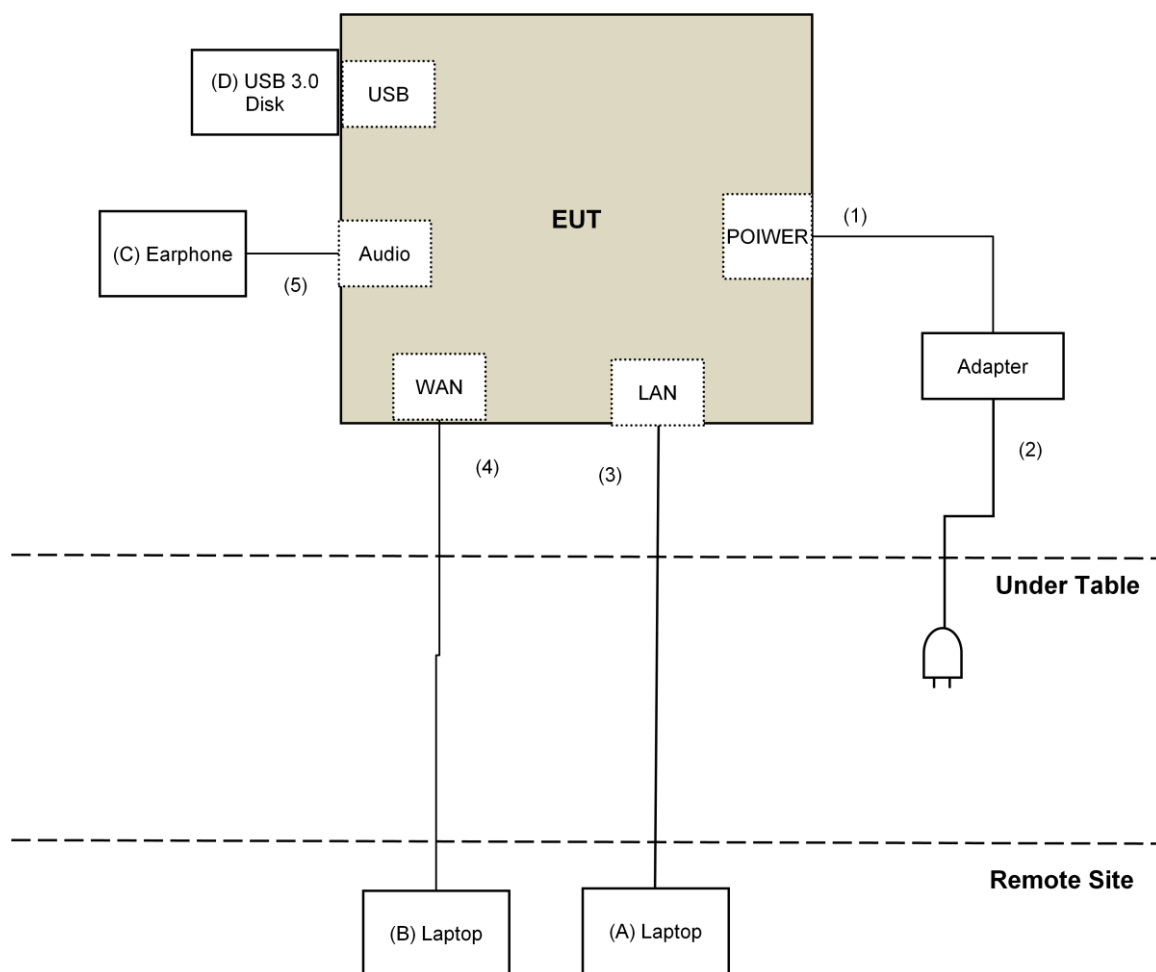 (D) USB 3.0
Disk
USB
EUT
(1)
POIWER
(C) Earphone
Audio
(5)
Adapter
WAN
LAN
(4)
(3)
(2)
Under Table
Remote Site
(B) Laptop
(A) Laptop